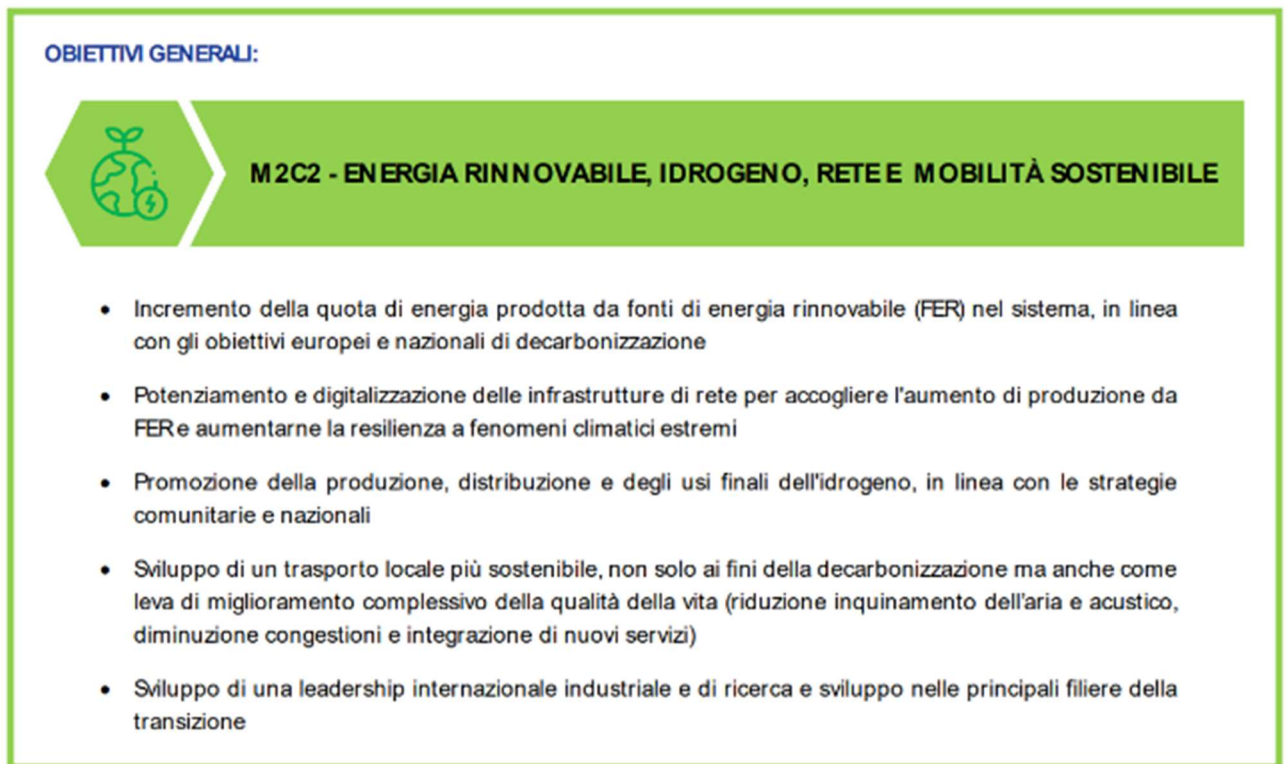 OBIETTIVI GENERALI:
M2C2 - ENERGIA RINNOVABILE, IDROGENO, RETE E MOBILITÀ SOSTENIBILE
• Incremento della quota di energia prodotta da fonti di energia rinnovabile (FER) nel sistema, in linea
con gli obiettivi europei e nazionali di decarbonizzazione
• Potenziamento e digitalizzazione delle infrastrutture di rete per accogliere l'aumento di produzione da
FER e aumentarne la resilienza a fenomeni climatici estremi
• Promozione della produzione, distribuzione e degli usi finali dell'idrogeno, in linea con le strategie
comunitarie e nazionali
• Sviluppo di un trasporto locale più sostenibile, non solo ai fini della decarbonizzazione ma anche come
leva di miglioramento complessivo della qualità della vita (riduzione inquinamento dell'aria e acustico,
diminuzione congestioni e integrazione di nuovi servizi)
• Sviluppo di una leadership internazionale industriale e di ricerca e sviluppo nelle principali filiere della
transizione